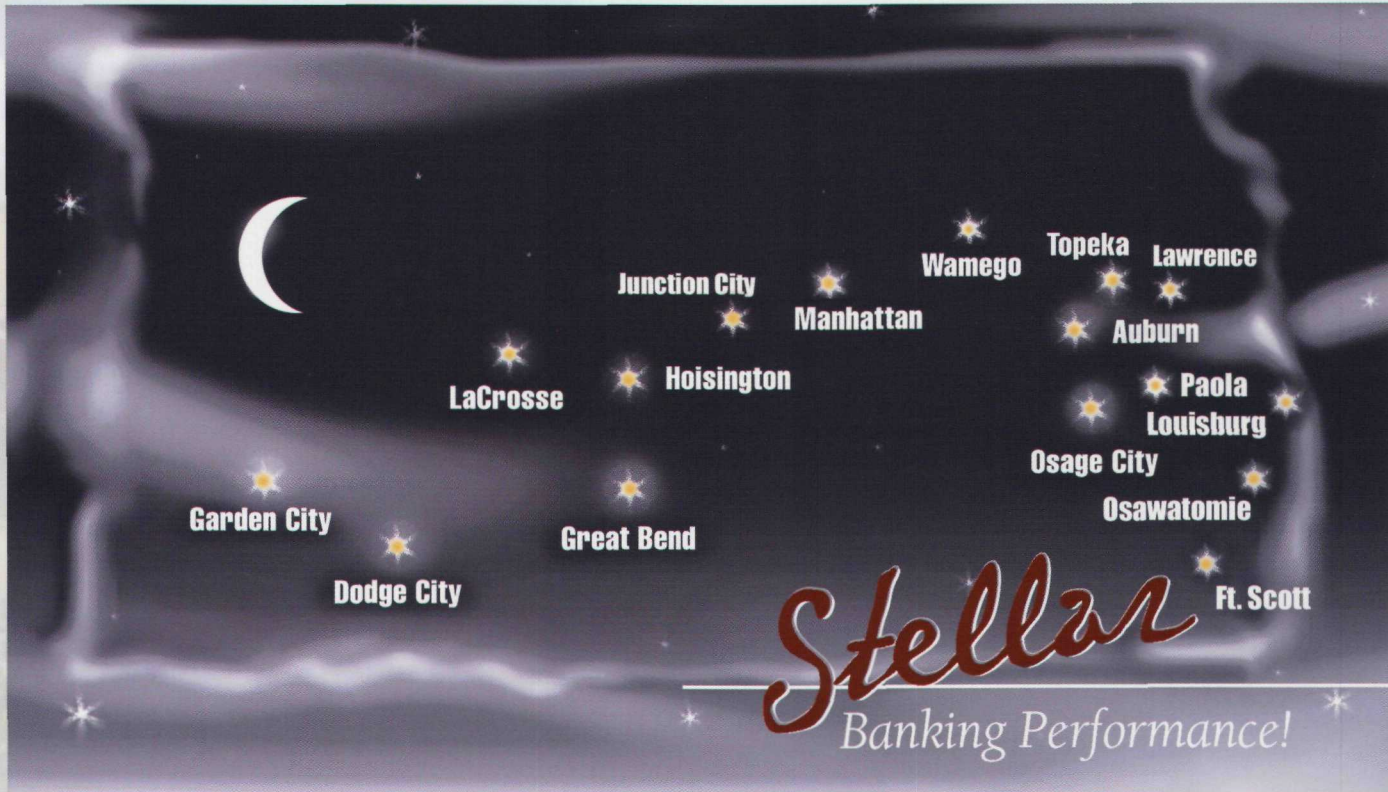 Topeka
Lawrence
Wamego
Junction City
Manhattan
Auburn
Hoisington
Paola
LaCrosse
Louisburg
Osage City
Osawatomie
Garden City
Great Bend
Dodge City
Ft. Scott
Stellar
Banking Performance!